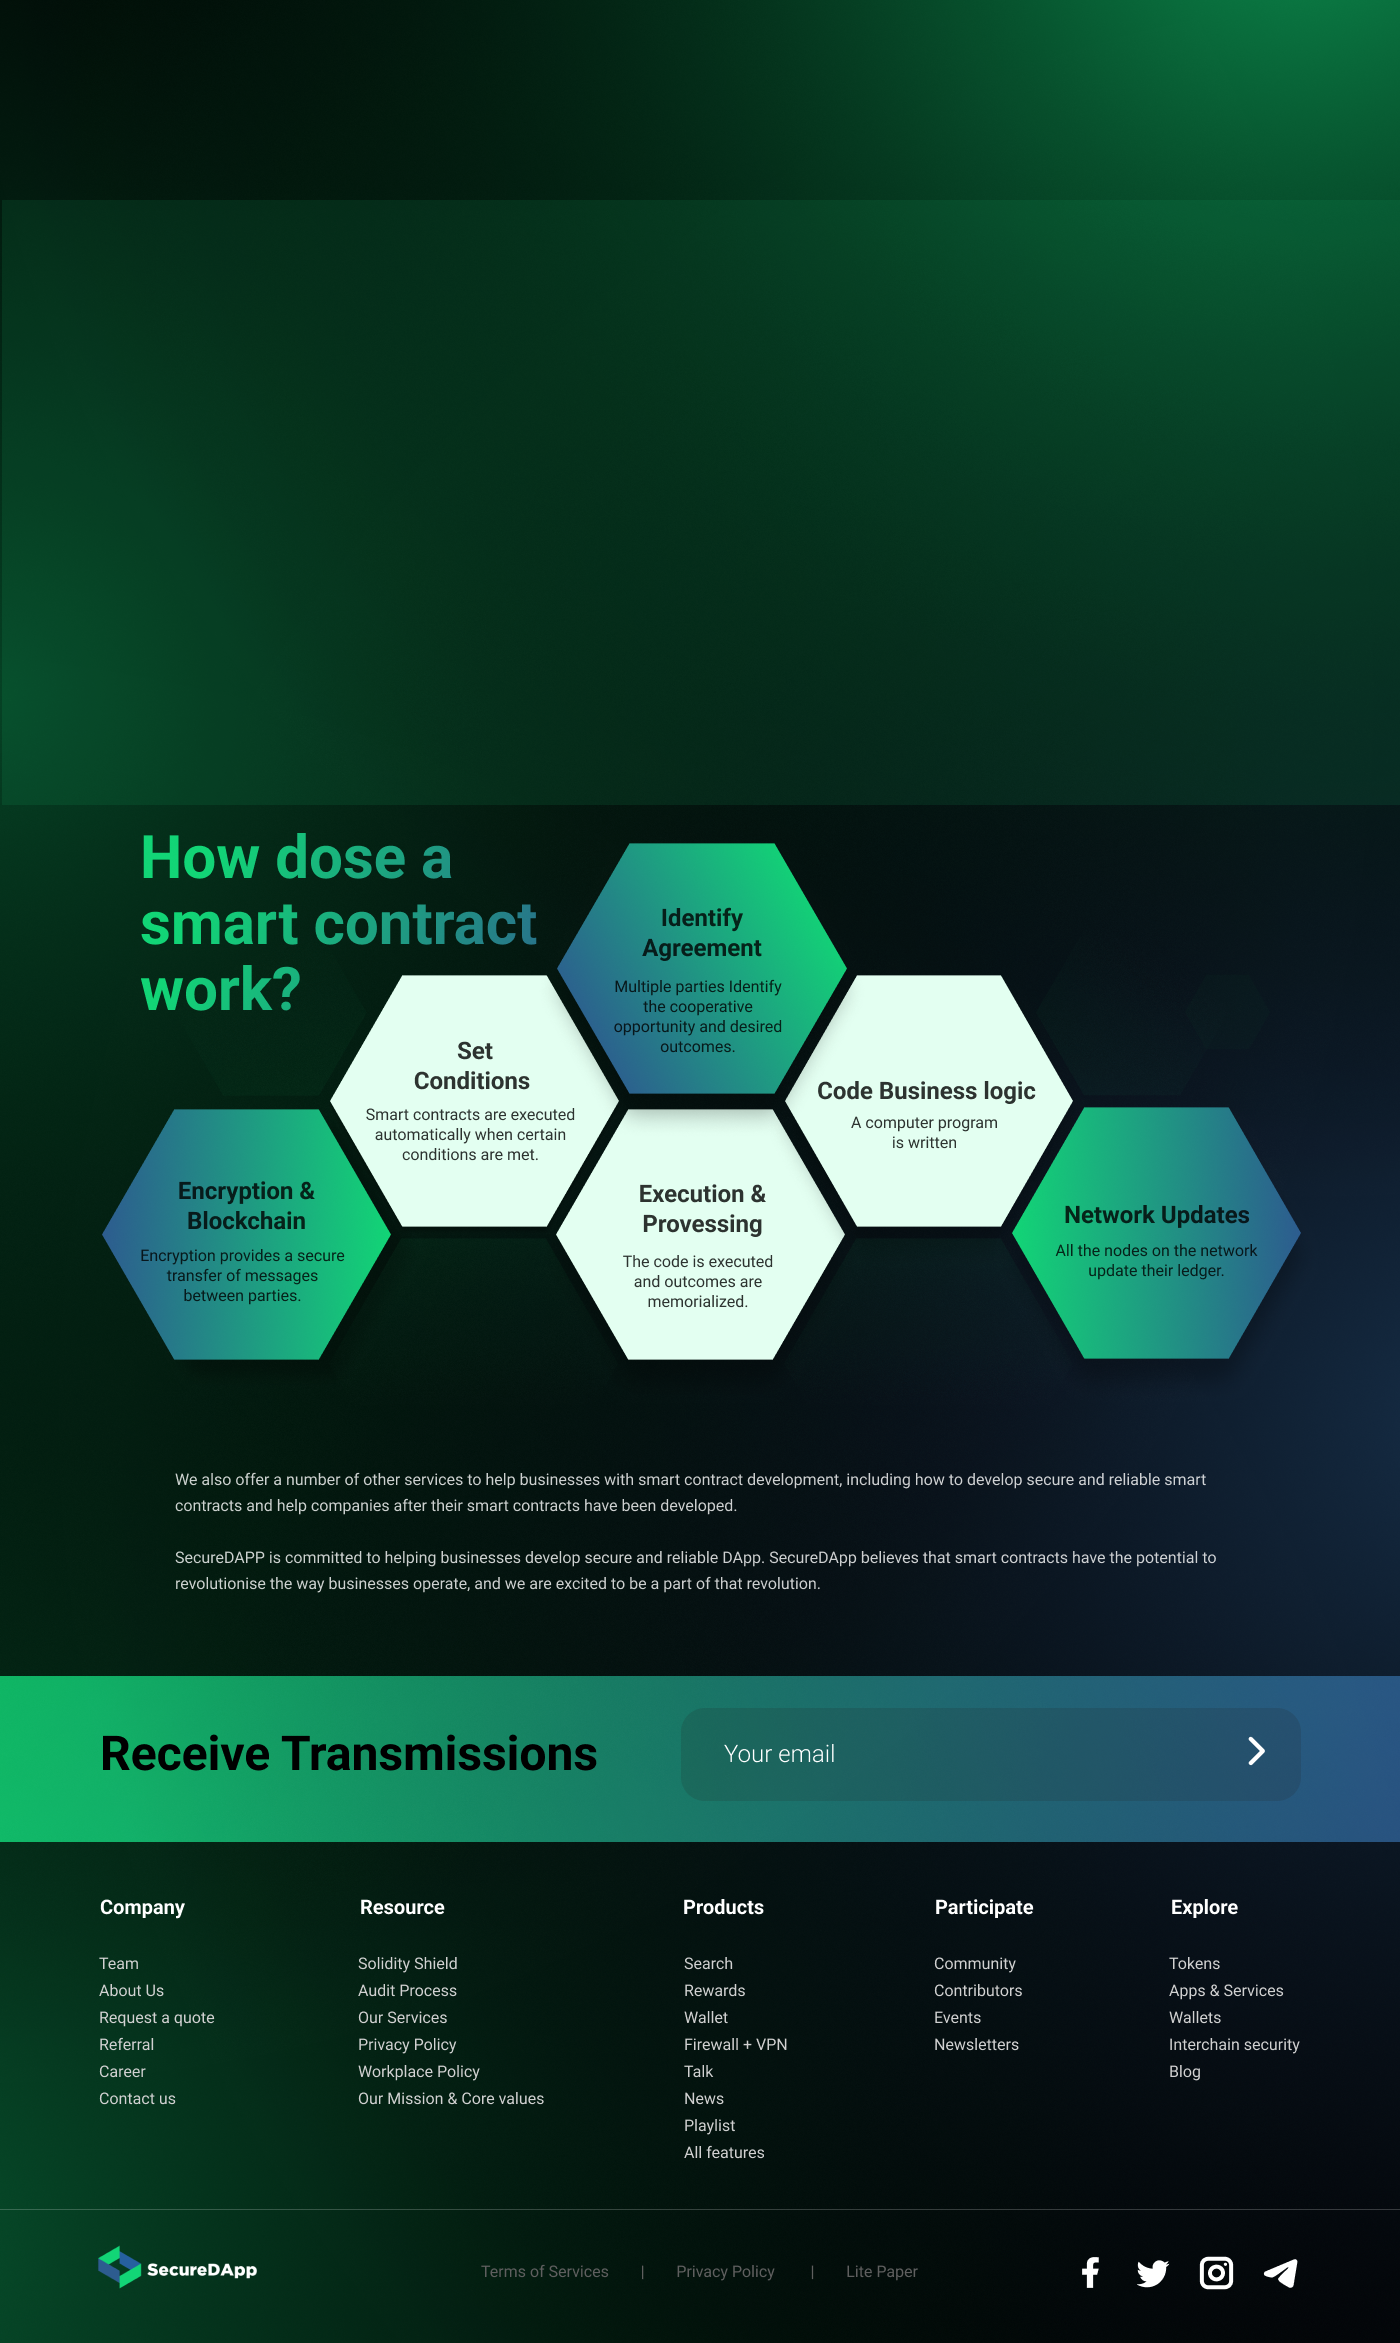 How dose a
smart contract
work?
Identify
Agreement
Multiple parties Identify
the cooperative
opportunity and desired
outcomes.
Set
Conditions
Smart contracts are executed
automatically when certain
conditions are met.
Code Business logic
A computer program
is written
Encryption &
Blockchain
Encryption provides a secure
transfer of messages
between parties.
Execution &
Provessing
The code is executed
and outcomes are
memorialized.
Network Updates
All the nodes on the network
update their ledger.
We also offer a number of other services to help businesses with smart contract development, including how to develop secure and reliable smart
contracts and help companies after their smart contracts have been developed.
SecureDAPP is committed to helping businesses develop secure and reliable DApp. SecureDApp believes that smart contracts have the potential to
revolutionise the way businesses operate, and we are excited to be a part of that revolution.
Receive Transmissions
Your email
Company
Team
About Us
Request a quote
Referral
Career
Contact us
Resource
Solidity Shield
Audit Process
Our Services
Privacy Policy
Workplace Policy
Our Mission & Core values
Products
Search
Rewards
Wallet
Firewall + VPN
Talk
News
Playlist
All features
Participate
Community
Contributors
Events
Newsletters
Explore
Tokens
Apps & Services
Wallets
Interchain security
Blog
SecureDApp
Terms of Services | Privacy Policy | Lite Paper